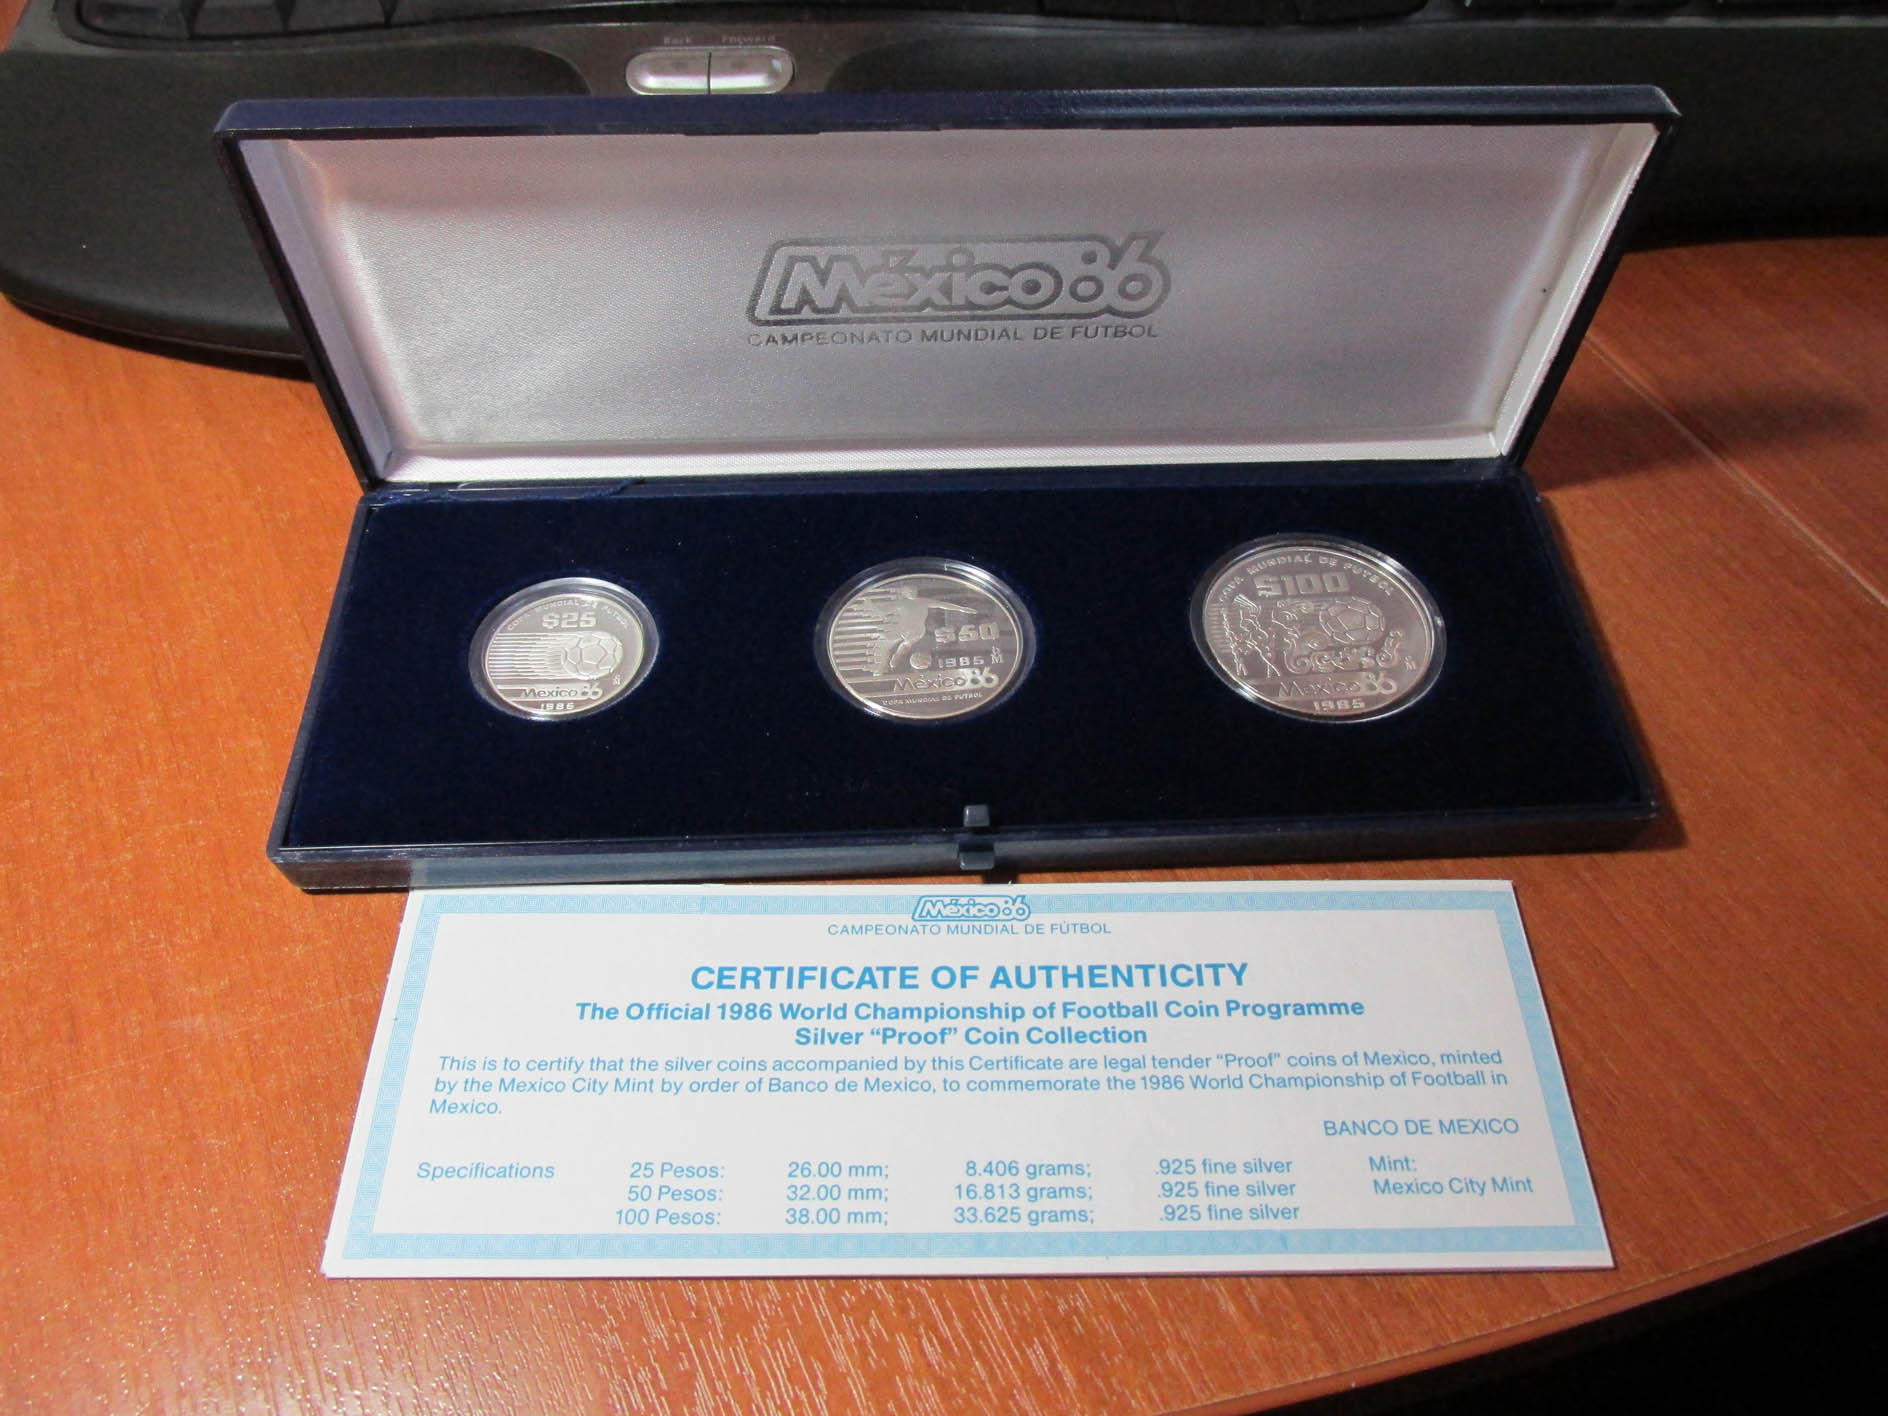 Back Forward
México86
CAMPEONATO MUNDIAL DE FUTBOL
COPA MUNDIAL DE FUTBOL
$25
Mexico 86
1986
$50
1985 M
Mexico 86
COPA MUNDIAL DE FUTBOL
COPA MUNDIAL DE FUTBOL
$100
M
Mexico 86
1985
México86
CAMPEONATO MUNDIAL DE FÚTBOL
CERTIFICATE OF AUTHENTICITY
The Official 1986 World Championship of Football Coin Programme
Silver “Proof” Coin Collection
This is to certify that the silver coins accompanied by this Certificate are legal tender “Proof” coins of Mexico, minted
by the Mexico City Mint by order of Banco de Mexico, to commemorate the 1986 World Championship of Football in
Mexico.
BANCO DE MEXICO
Specifications 25 Pesos: 26.00 mm; 8.406 grams; .925 fine silver Mint:
50 Pesos: 32.00 mm; 16.813 grams; .925 fine silver Mexico City Mint
100 Pesos: 38.00 mm; 33.625 grams; .925 fine silver